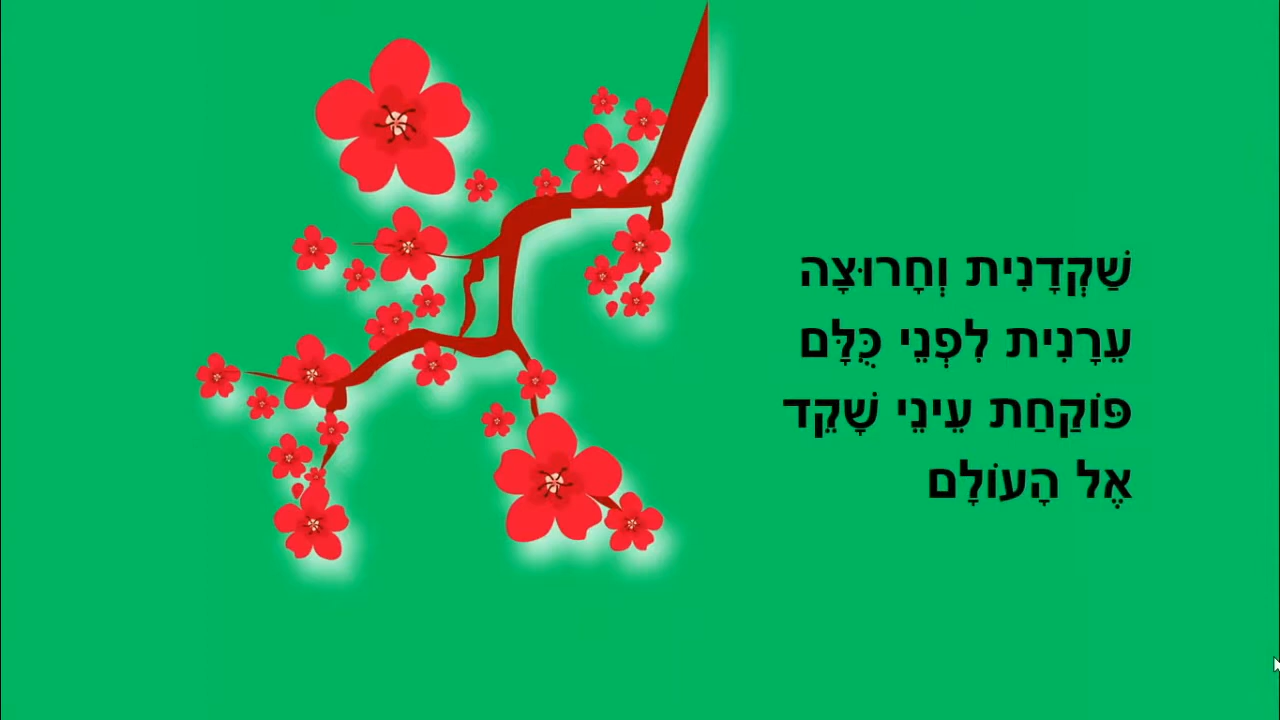 שַׁקְדָנִית וְחָרוּצָה
עֵרָנִית לִפְנֵי כֻּלָּם
פּוֹקַחַת עֵינֵי שָׁקֵד
אֶל הָעוֹלָם